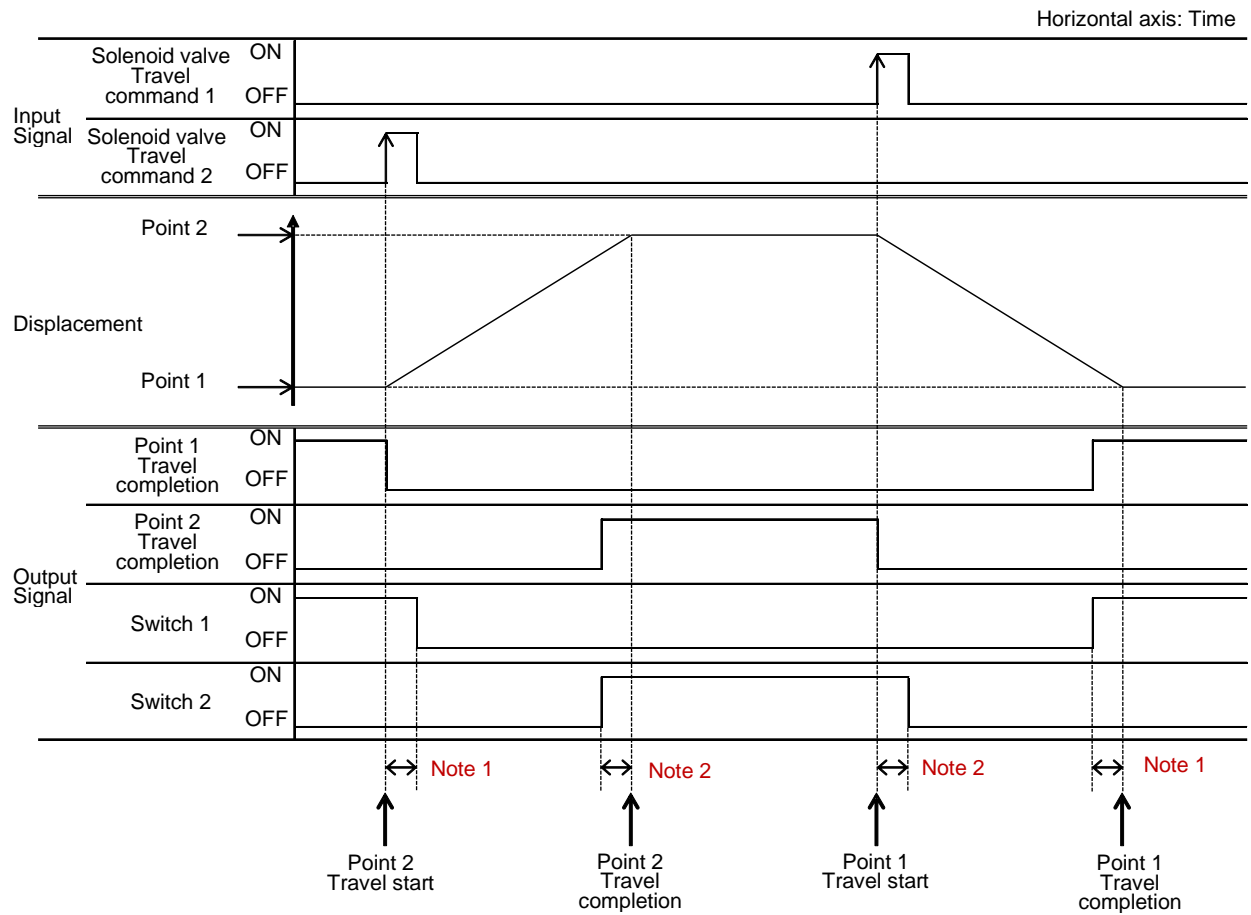 Horizontal axis: Time
Input
Signal
Solenoid valve
Travel
command 1
ON
OFF
Solenoid valve
Travel
command 2
ON
OFF
Displacement
Point 2
Point 1
Output
Signal
Point 1
Travel
completion
ON
OFF
Point 2
Travel
completion
ON
OFF
Switch 1
ON
OFF
Switch 2
ON
OFF
Note 1
Note 2
Note 2
Note 1
Point 2
Travel start
Point 2
Travel
completion
Point 1
Travel start
Point 1
Travel
completion